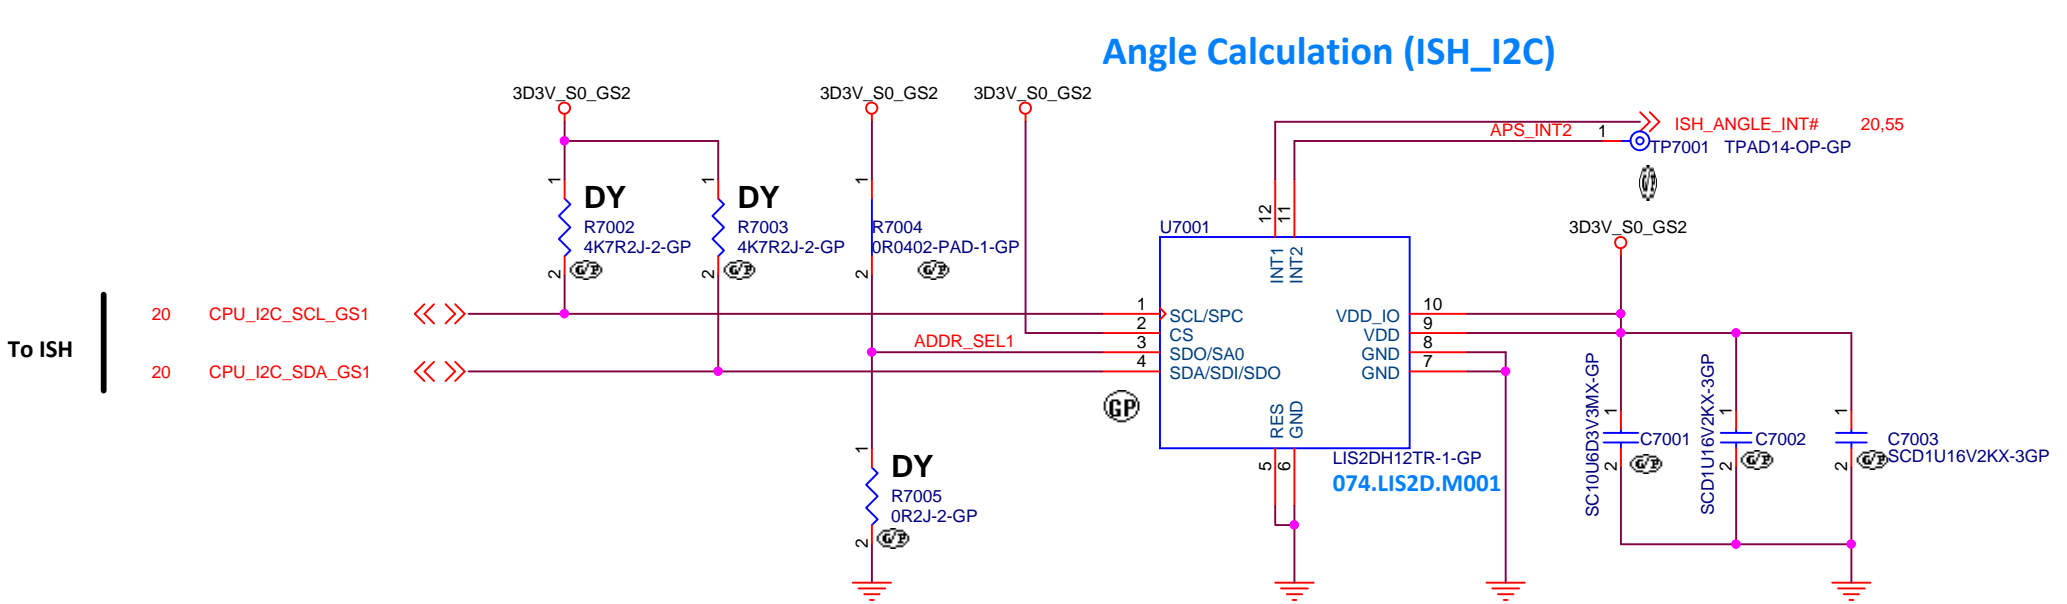 Angle Calculation (ISH_I2C)
3D3V_S0_GS2
3D3V_S0_GS2
3D3V_S0_GS2
APS_INT2
1
ISH_ANGLE_INT#
20,55
TP7001
TPAD14-OP-GP
1
DY
R7002
4K7R2J-2-GP
2
G/P
1
DY
R7003
4K7R2J-2-GP
2
G/P
1
R7004
0R0402-PAD-1-GP
2
G/P
12
11
U7001
INT1
INT2
3D3V_S0_GS2
To ISH
20
CPU_I2C_SCL_GS1
20
CPU_I2C_SDA_GS1
ADDR_SEL1
1
2
3
4
SCL/SPC
CS
SDO/SA0
SDA/SDI/SDO
VDD_IO
VDD
GND
GND
10
9
8
7
GP
RES
GND
5
6
LIS2DH12TR-1-GP
074.LIS2D.M001
1
DY
R7005
0R2J-2-GP
2
G/P
SC10U6D3V3MX-GP
1
C7001
2
G/P
SCD1U16V2KX-3GP
1
C7002
2
G/P
1
C7003
SCD1U16V2KX-3GP
2
G/P
G/P